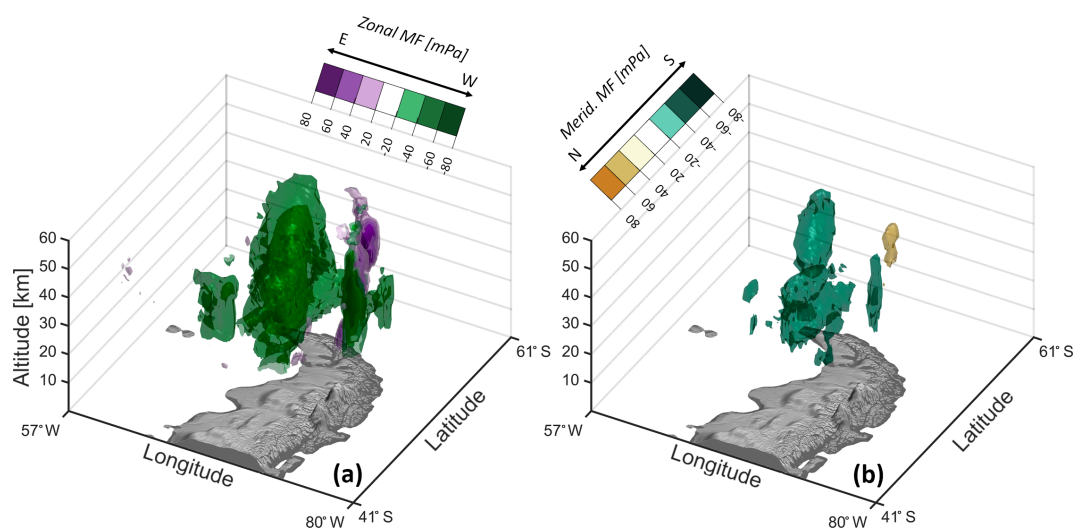 Zonal MF [mPa]
E
W
80
60
40
20
-20
-40
-60
-80
60
50
40
30
20
10
Altitude [km]
57° W
Longitude
80° W
41° S
Latitude
61° S
(a)
Merid. MF [mPa]
S
N
-80
-60
-40
-20
20
40
60
80
60
50
40
30
20
10
57° W
Longitude
80° W
41° S
Latitude
61° S
(b)